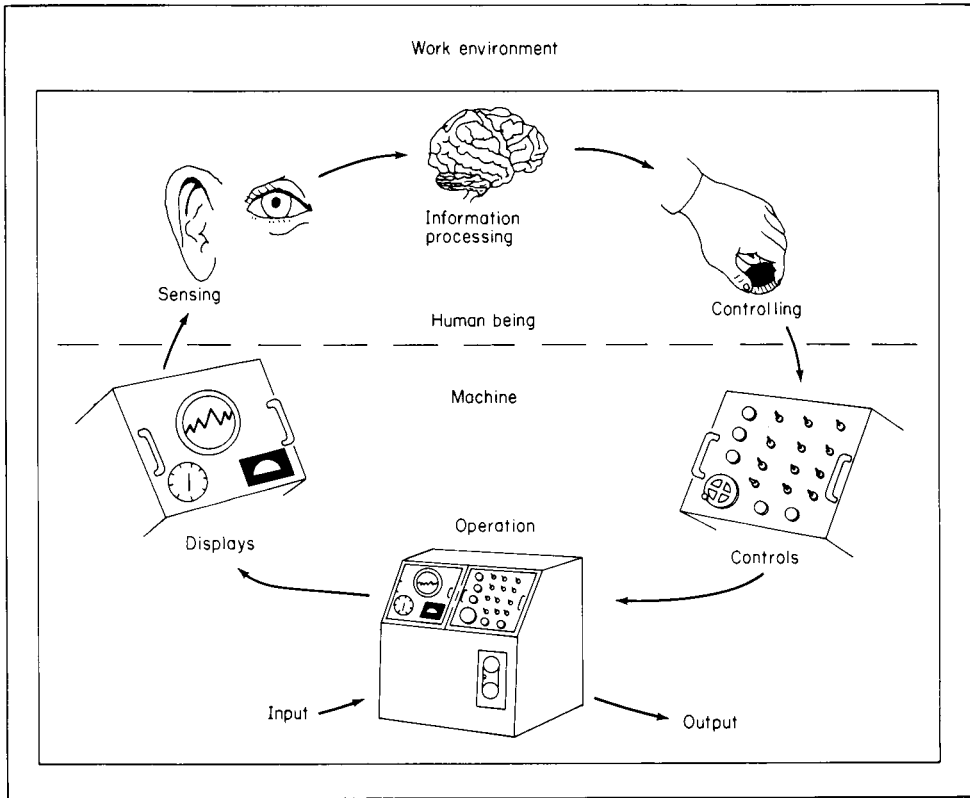 Work environment
Information
processing
Sensing
Controlling
Human being
Machine
Operation
Displays
Controls
Input
Output